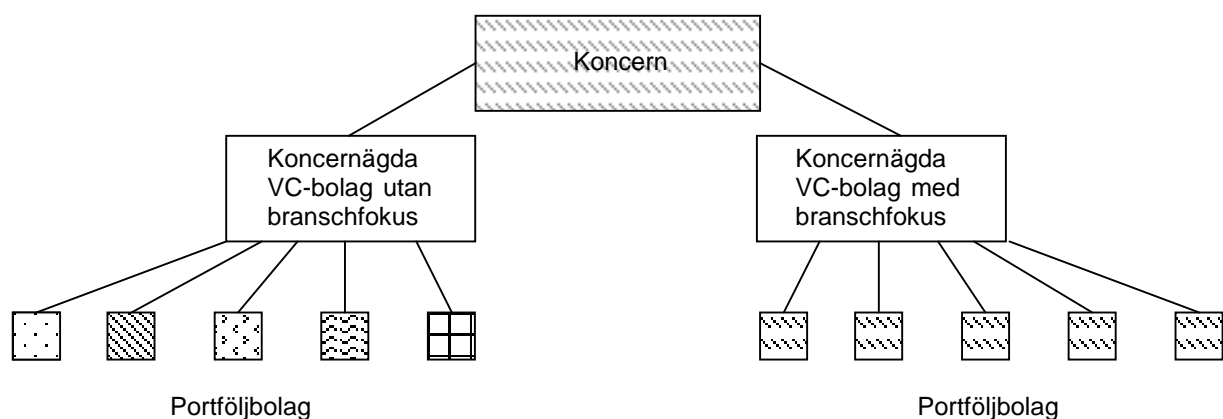 Koncern
Koncernägda
VC-bolag utan
branschfokus
Koncernägda
VC-bolag med
branschfokus
Portföljbolag
Portföljbolag